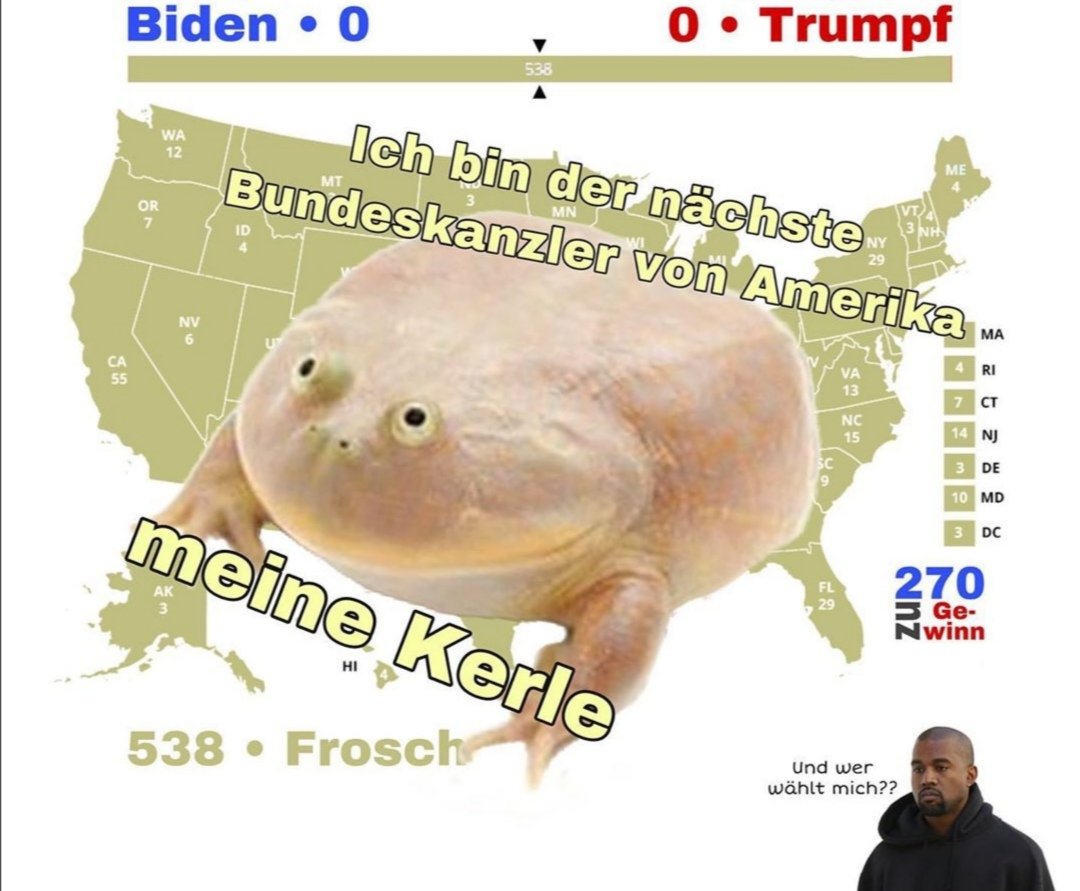 Biden • 0
0 • Trumpf
538
Ich bin der nächste
Bundeskanzler von Amerika
WA
12
OR
7
ID
4
MT
3
MN
WI
MI
NY
29
VT
3
4
NH
ME
4
NV
6
CA
55
VA
13
NC
15
SC
9
MA
4 RI
7 CT
14 NJ
3 DE
10 MD
3 DC
FL
29
AK
3
HI
4
meine Kerle
270
zu Ge-
winn
538 • Frosch
Und wer
wählt mich??